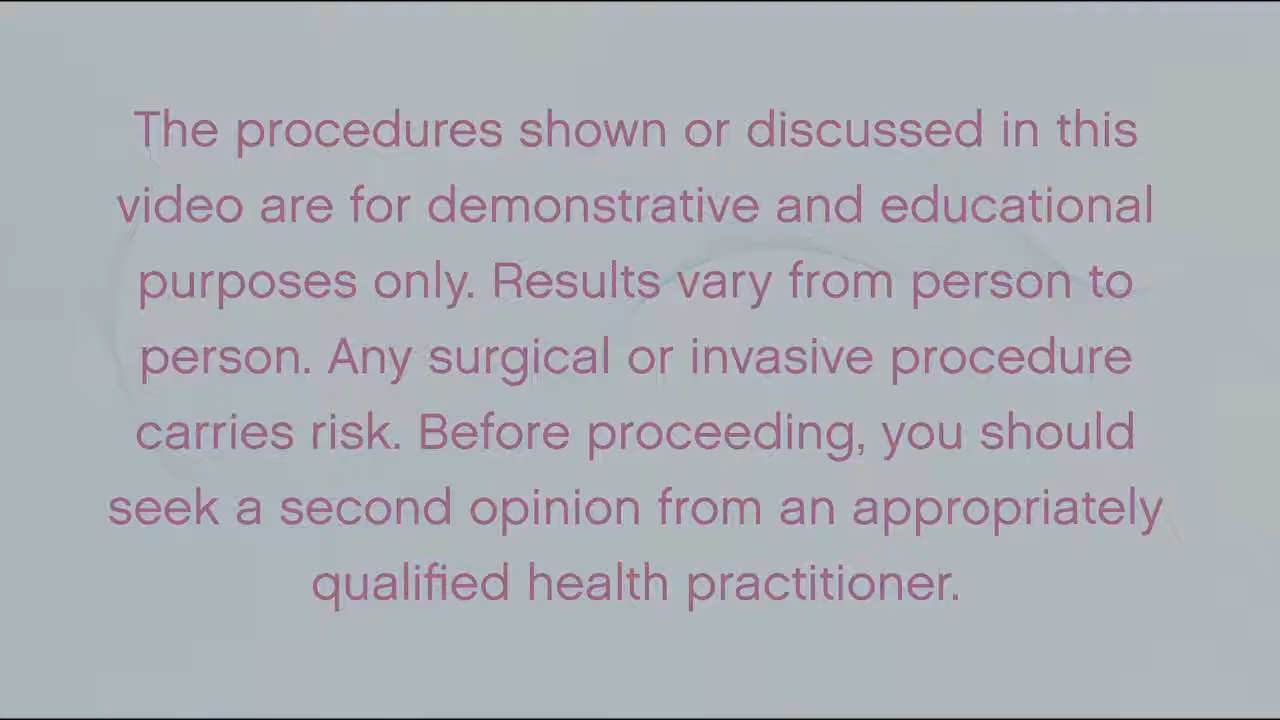 The procedures shown or discussed in this
video are for demonstrative and educational
purposes only. Results vary from person to
person. Any surgical or invasive procedure
carries risk. Before proceeding, you should
seek a second opinion from an appropriately
qualified health practitioner.